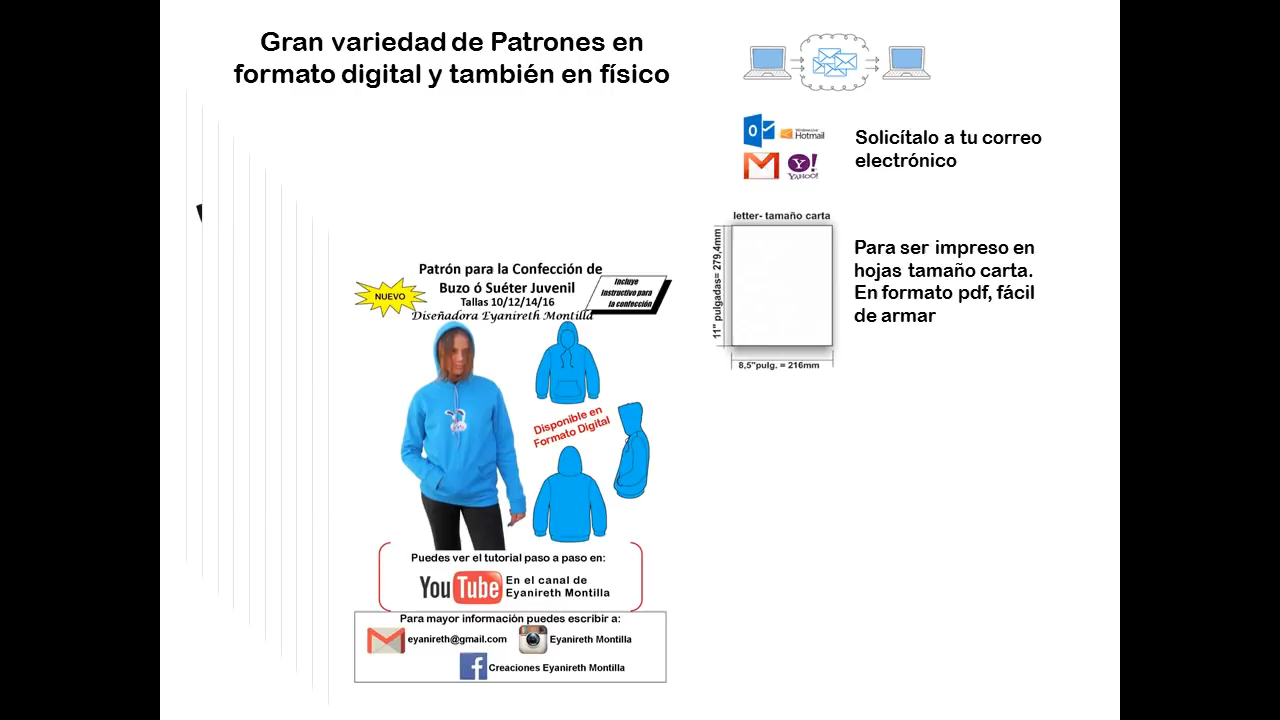 Gran variedad de Patrones en
formato digital y también en físico
Windows Live
Hotmail
YAHOO!
Solicítalo a tu correo
electrónico
letter- tamaño carta
11" pulgadas= 279,4mm
8,5"pulg. = 216mm
Para ser impreso en
hojas tamaño carta.
En formato pdf, fácil
de armar
Patrón para la Confección de
Buzo ó Suéter Juvenil
Tallas 10/12/14/16
Diseñadora Eyanireth Montilla
NUEVO
Incluye
Instructivo para
la confección
Disponible en
Formato Digital
Puedes ver el tutorial paso a paso en:
YouTube
En el canal de
Eyanireth Montilla
Para mayor información puedes escribir a:
eyanireth@gmail.com
Eyanireth Montilla
Creaciones Eyanireth Montilla